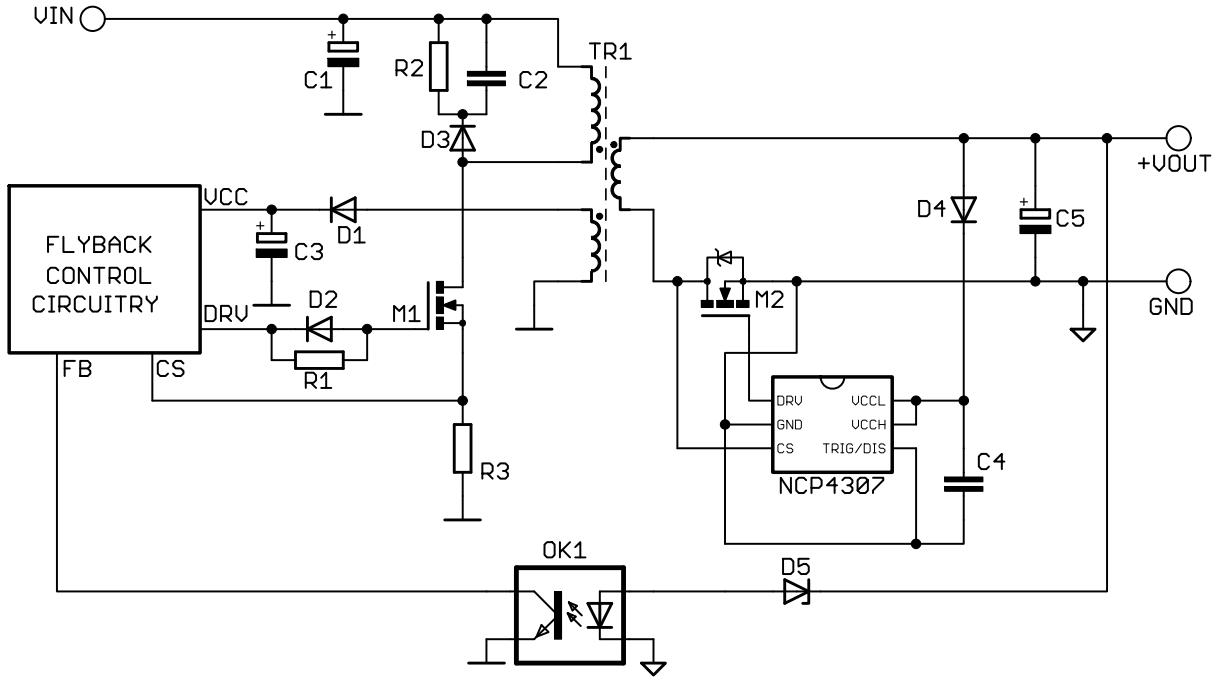 VIN
+
C1
R2
C2
TR1
D3
+VOUT
VCC
D1
D4
+
C5
+
C3
FLYBACK
CONTROL
CIRCUITRY
M2
GND
DRV
D2
M1
FB
CS
R1
DRV
VCCL
GND
VCCH
CS
TRIG/DIS
NCP4307
C4
R3
OK1
D5